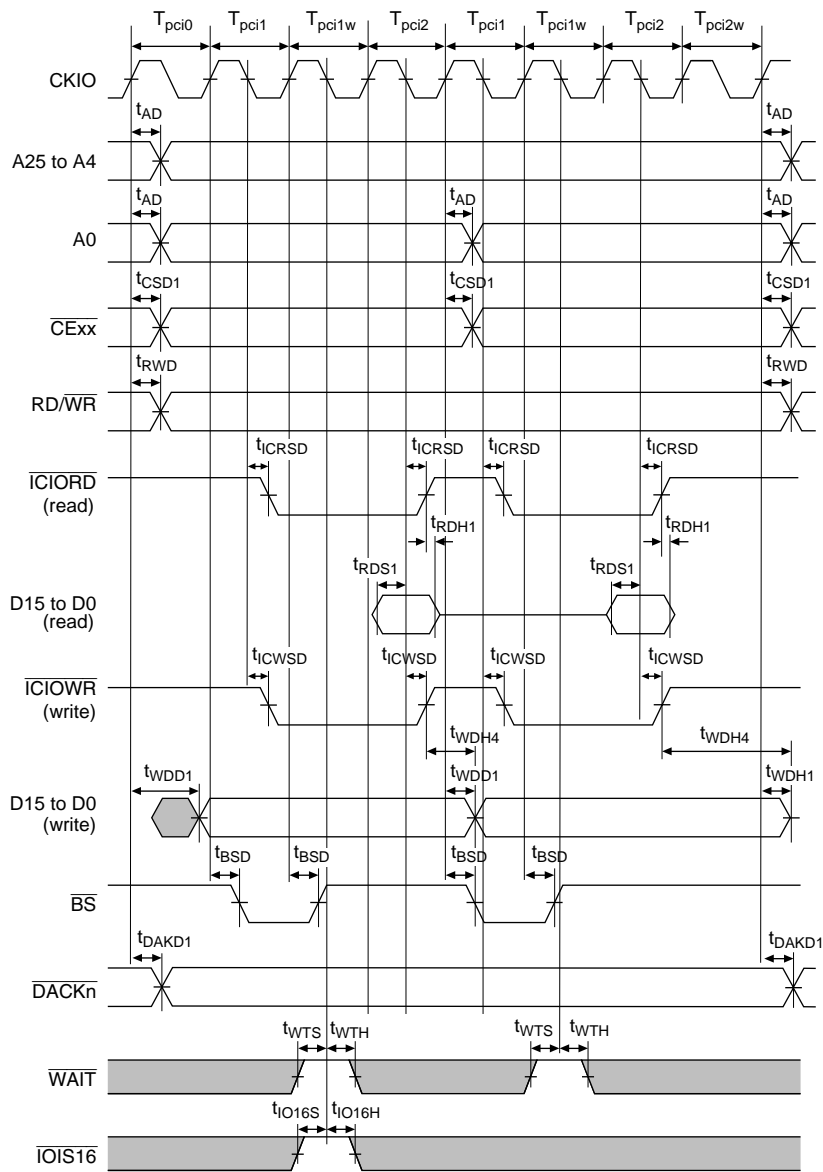 Tpci0 Tpci1 Tpci1w Tpci2 Tpci1 Tpci1w Tpci2 Tpci2w
CKIO
tAD tAD
A25 to A4
tAD tAD tAD
A0
tCSD1 tCSD1 tCSD1
CExx
tRWD tRWD
RD/WR
tICRSD tICRSD tICRSD tICRSD
ICIORD
(read)
tRDH1 tRDH1
tRDS1 tRDS1
D15 to D0
(read)
tICWSD tICWSD tICWSD tICWSD
ICIOWR
(write)
tWDH4 tWDH4
tWDD1 tWDD1 tWDH1
D15 to D0
(write)
tBSD tBSD tBSD tBSD
BS
tDAKD1 tDAKD1
DACKn
tWTS tWTH tWTS tWTH
WAIT
tIO16S tIO16H
IOIS16